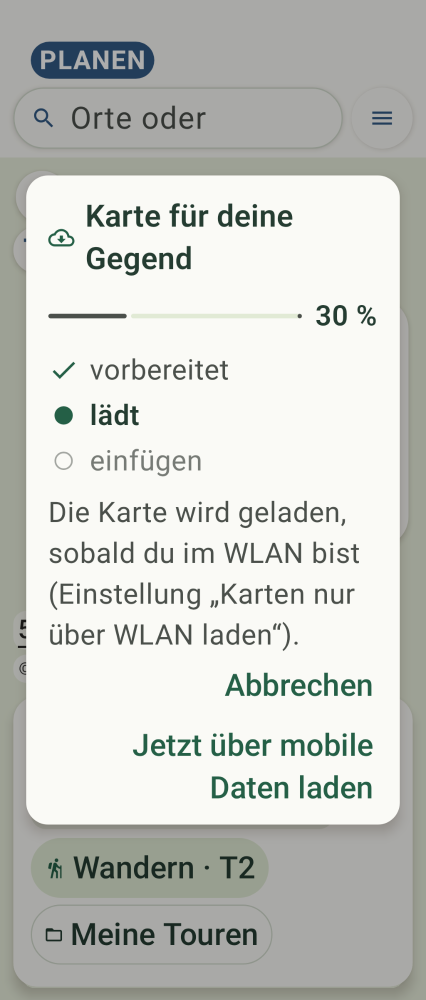 PLANEN
Orte oder
Karte für deine
Gegend
30 %
vorbereitet
lädt
einfügen
Die Karte wird geladen,
sobald du im WLAN bist
(Einstellung „Karten nur
über WLAN laden“).
Abbrechen
Jetzt über mobile
Daten laden
Wandern · T2
Meine Touren